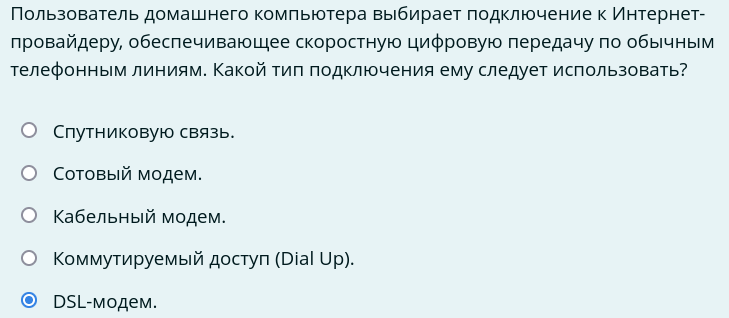 Пользователь домашнего компьютера выбирает подключение к Интернет-
провайдеру, обеспечивающее скоростную цифровую передачу по обычным
телефонным линиям. Какой тип подключения ему следует использовать?
Спутниковую связь.
Сотовый модем.
Кабельный модем.
Коммутируемый доступ (Dial Up).
DSL-модем.